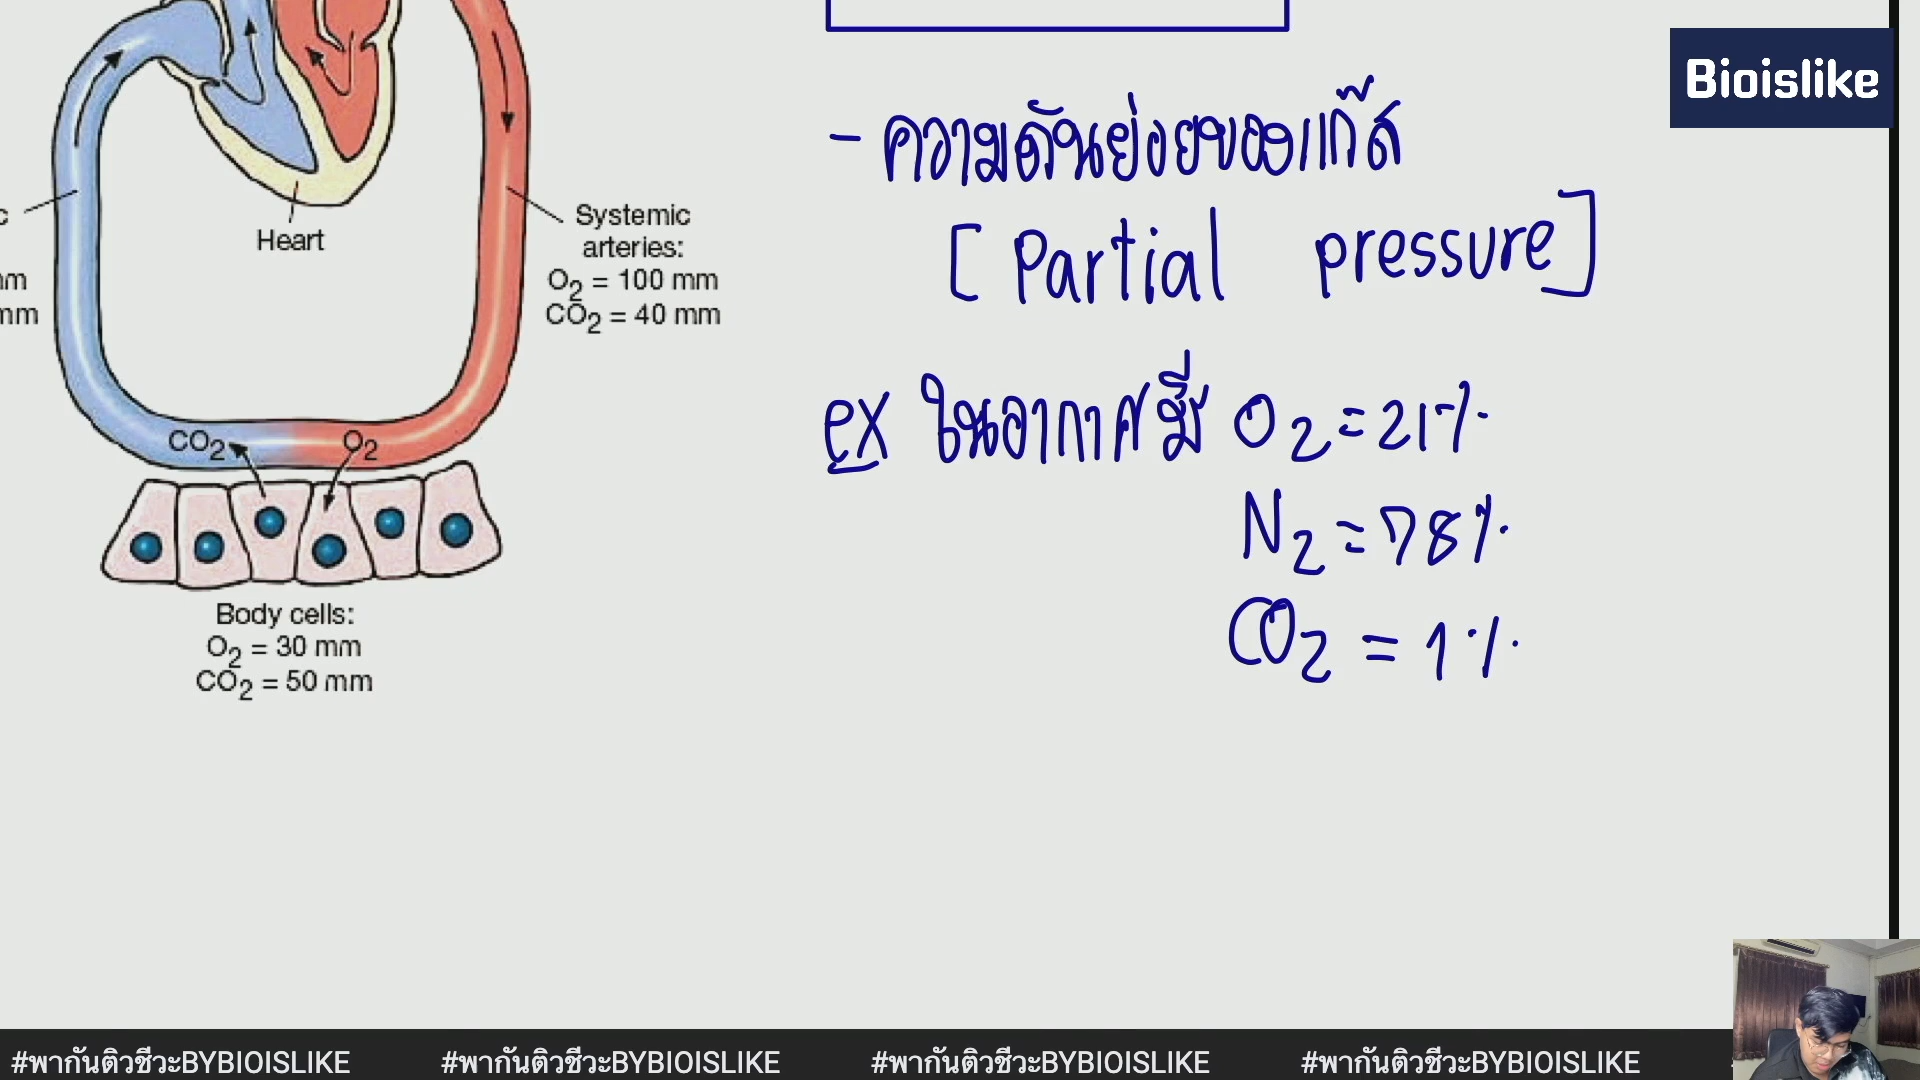 Bioislike
- ความดันย่อยของแก๊ส
[ Partial pressure ]
ex ในอากาศมี O2 = 21%
N2 = 78%
CO2 = 1%
Heart
Systemic
arteries:
O2 = 100 mm
CO2 = 40 mm
c
mm
mm
CO2
O2
Body cells:
O2 = 30 mm
CO2 = 50 mm
#พากันติวชีวะBYBIOISLIKE #พากันติวชีวะBYBIOISLIKE #พากันติวชีวะBYBIOISLIKE #พากันติวชีวะBYBIOISLIKE